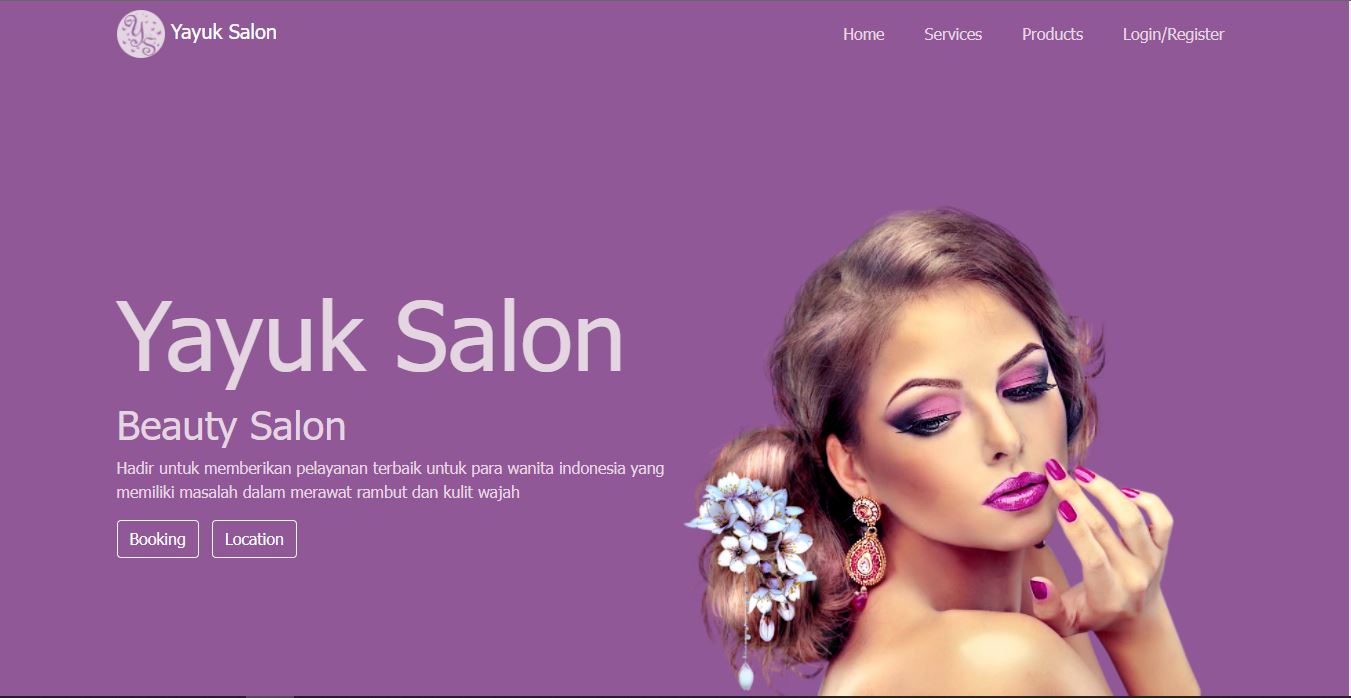 YS
Yayuk Salon
Home Services Products Login/Register
Yayuk Salon
Beauty Salon
Hadir untuk memberikan pelayanan terbaik untuk para wanita indonesia yang
memiliki masalah dalam merawat rambut dan kulit wajah
Booking Location